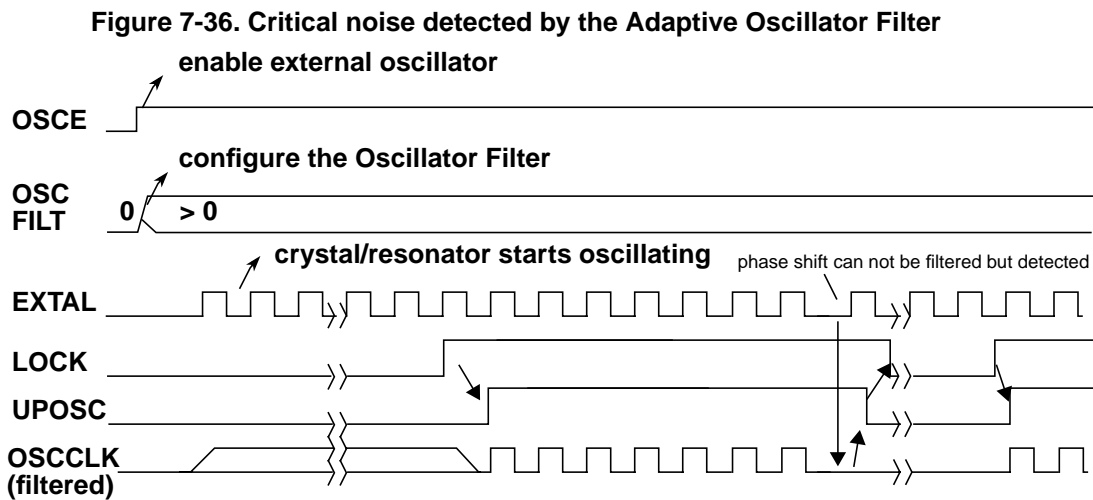 Figure 7-36. Critical noise detected by the Adaptive Oscillator Filter
enable external oscillator
OSCE
configure the Oscillator Filter
OSC
FILT
0 > 0
crystal/resonator starts oscillating
phase shift can not be filtered but detected
EXTAL
LOCK
UPOSC
OSCCLK
(filtered)